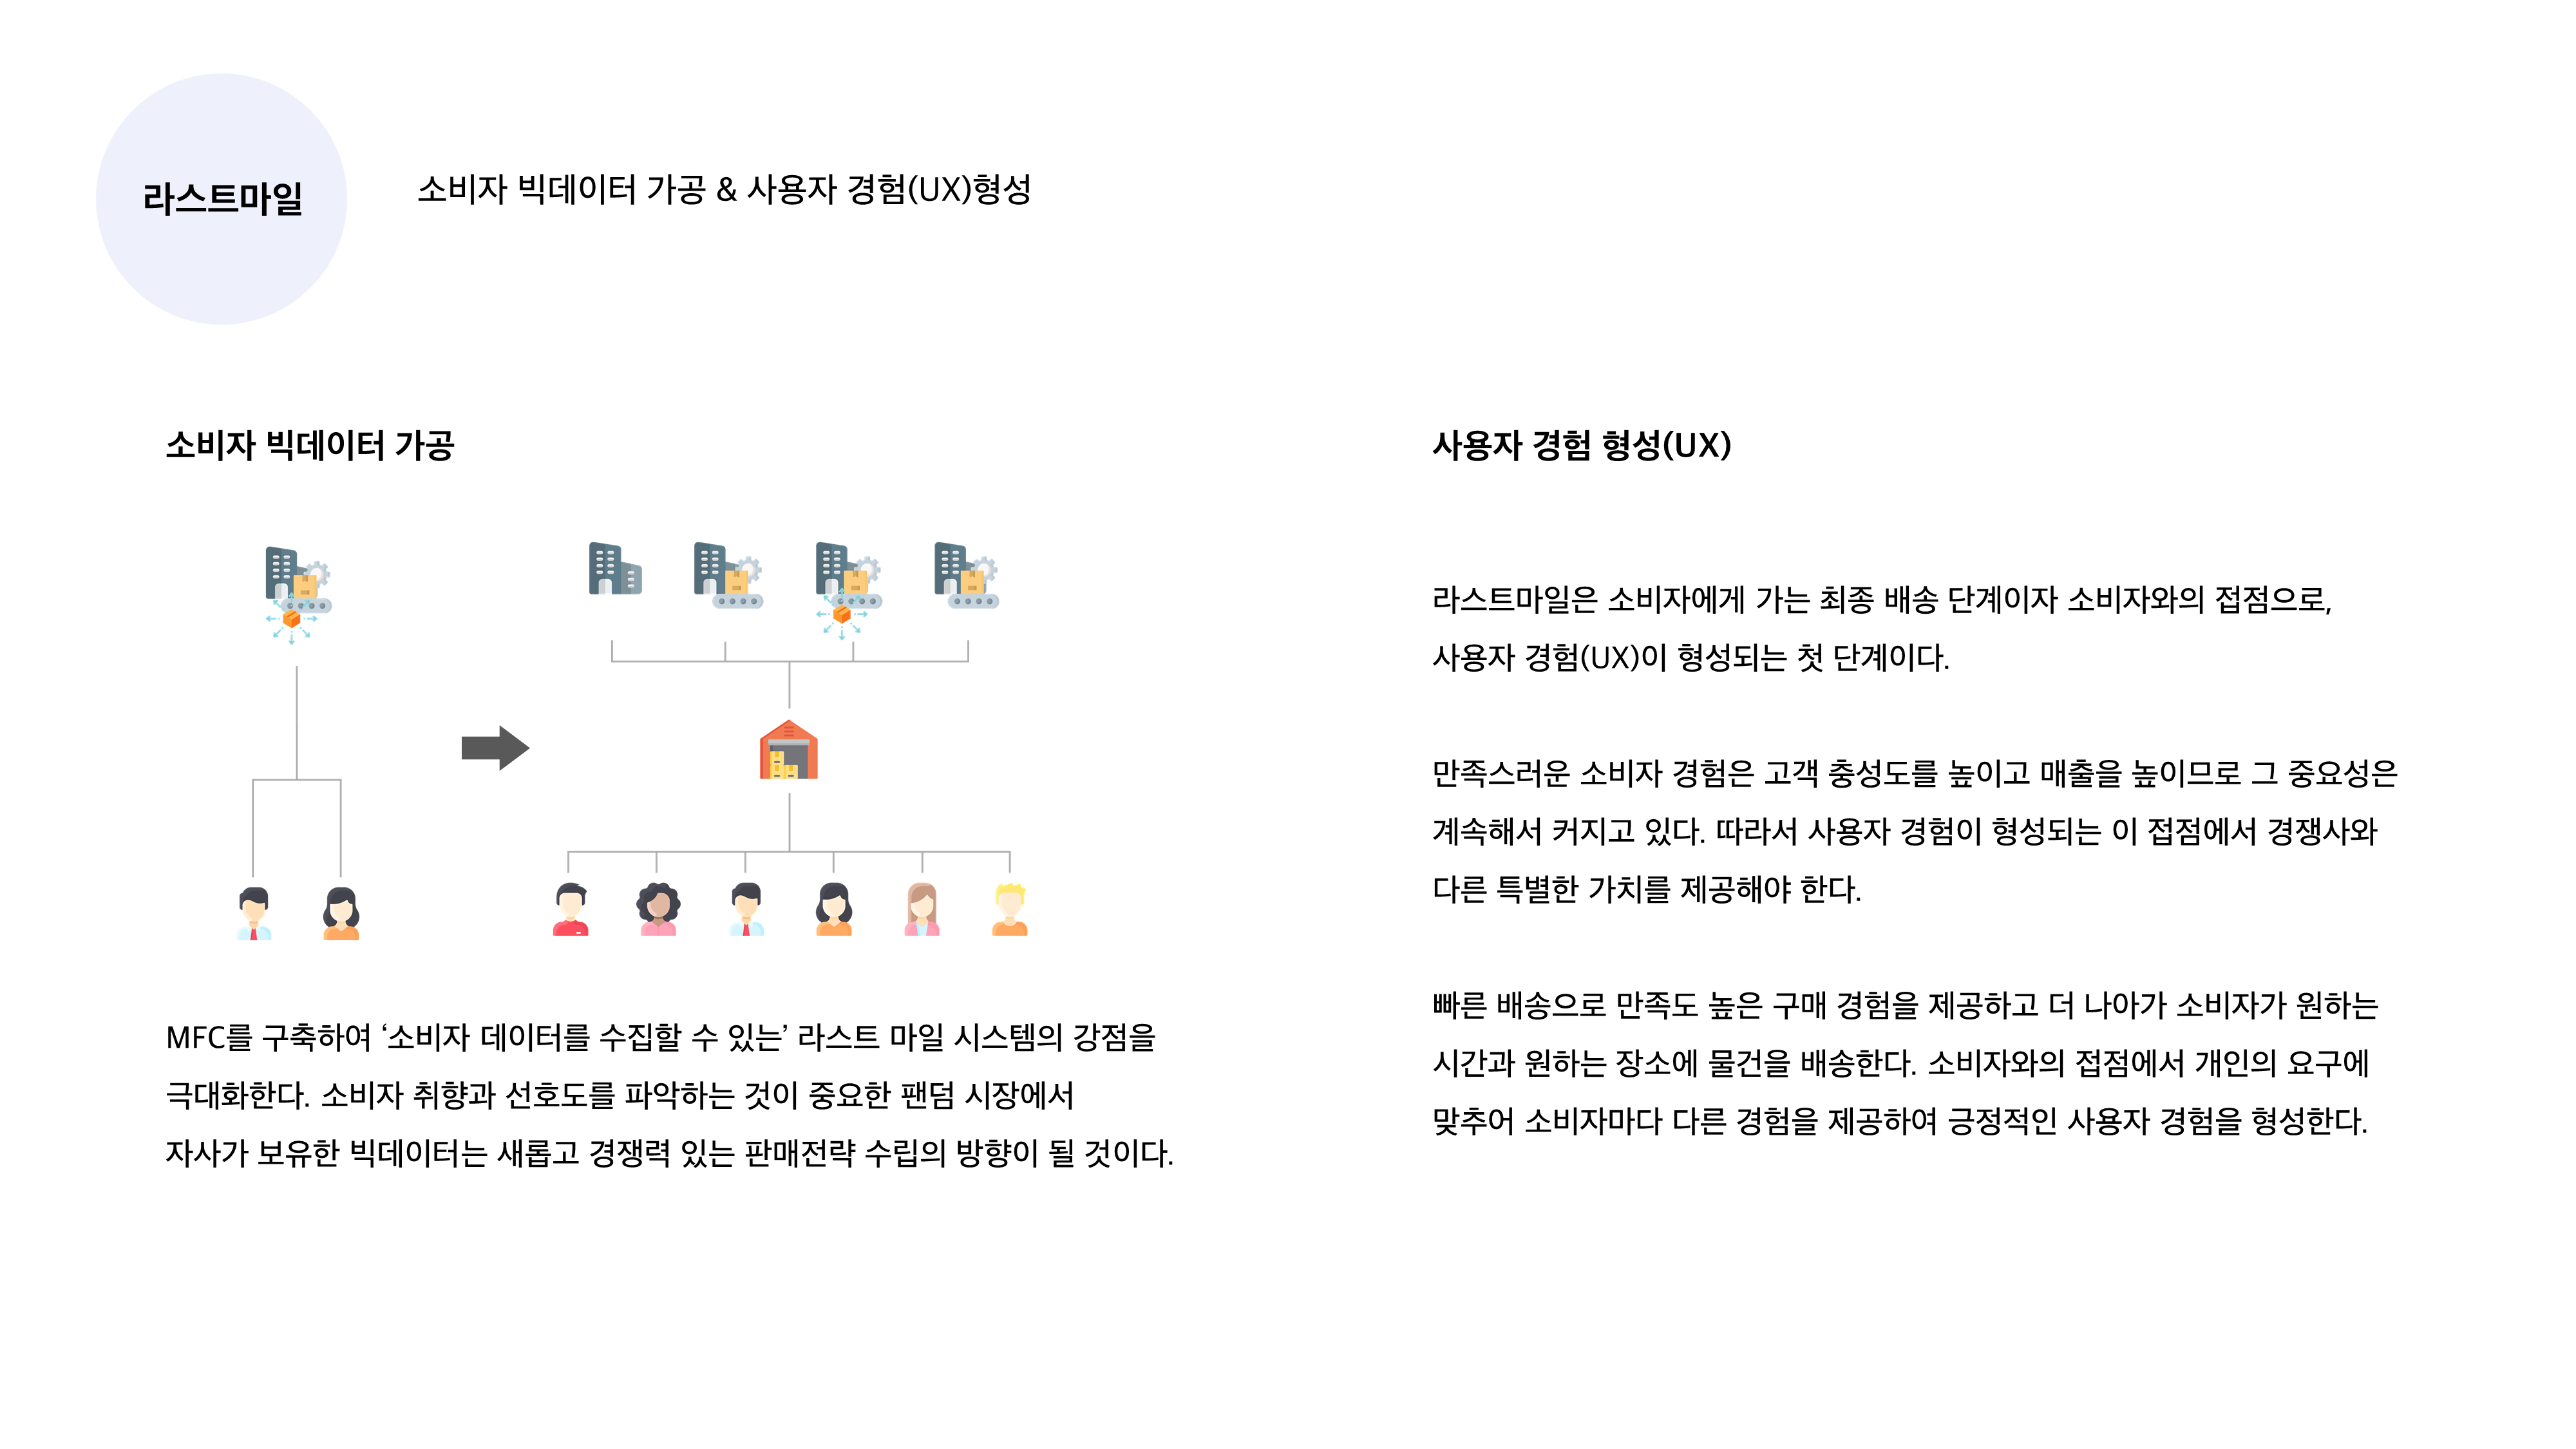 라스트마일
소비자 빅데이터 가공 & 사용자 경험(UX)형성
소비자 빅데이터 가공
MFC를 구축하여 ‘소비자 데이터를 수집할 수 있는’ 라스트 마일 시스템의 강점을
극대화한다. 소비자 취향과 선호도를 파악하는 것이 중요한 팬덤 시장에서
자사가 보유한 빅데이터는 새롭고 경쟁력 있는 판매전략 수립의 방향이 될 것이다.
사용자 경험 형성(UX)
라스트마일은 소비자에게 가는 최종 배송 단계이자 소비자와의 접점으로,
사용자 경험(UX)이 형성되는 첫 단계이다.
만족스러운 소비자 경험은 고객 충성도를 높이고 매출을 높이므로 그 중요성은
계속해서 커지고 있다. 따라서 사용자 경험이 형성되는 이 접점에서 경쟁사와
다른 특별한 가치를 제공해야 한다.
빠른 배송으로 만족도 높은 구매 경험을 제공하고 더 나아가 소비자가 원하는
시간과 원하는 장소에 물건을 배송한다. 소비자와의 접점에서 개인의 요구에
맞추어 소비자마다 다른 경험을 제공하여 긍정적인 사용자 경험을 형성한다.